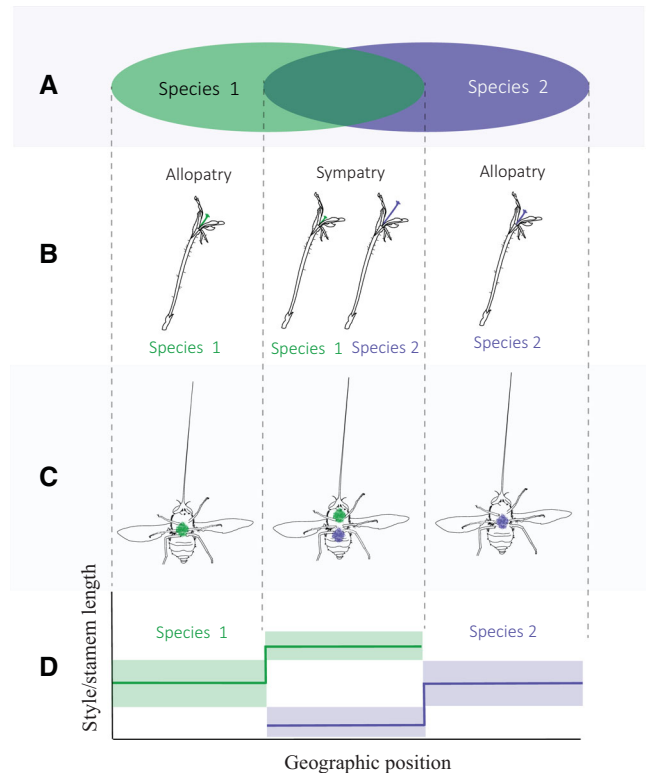 A
Species 1
Species 2
Allopatry
Sympatry
Allopatry
B
Species 1
Species 1
Species 2
Species 2
C
D
Style/stamem length
Species 1
Species 2
Geographic position